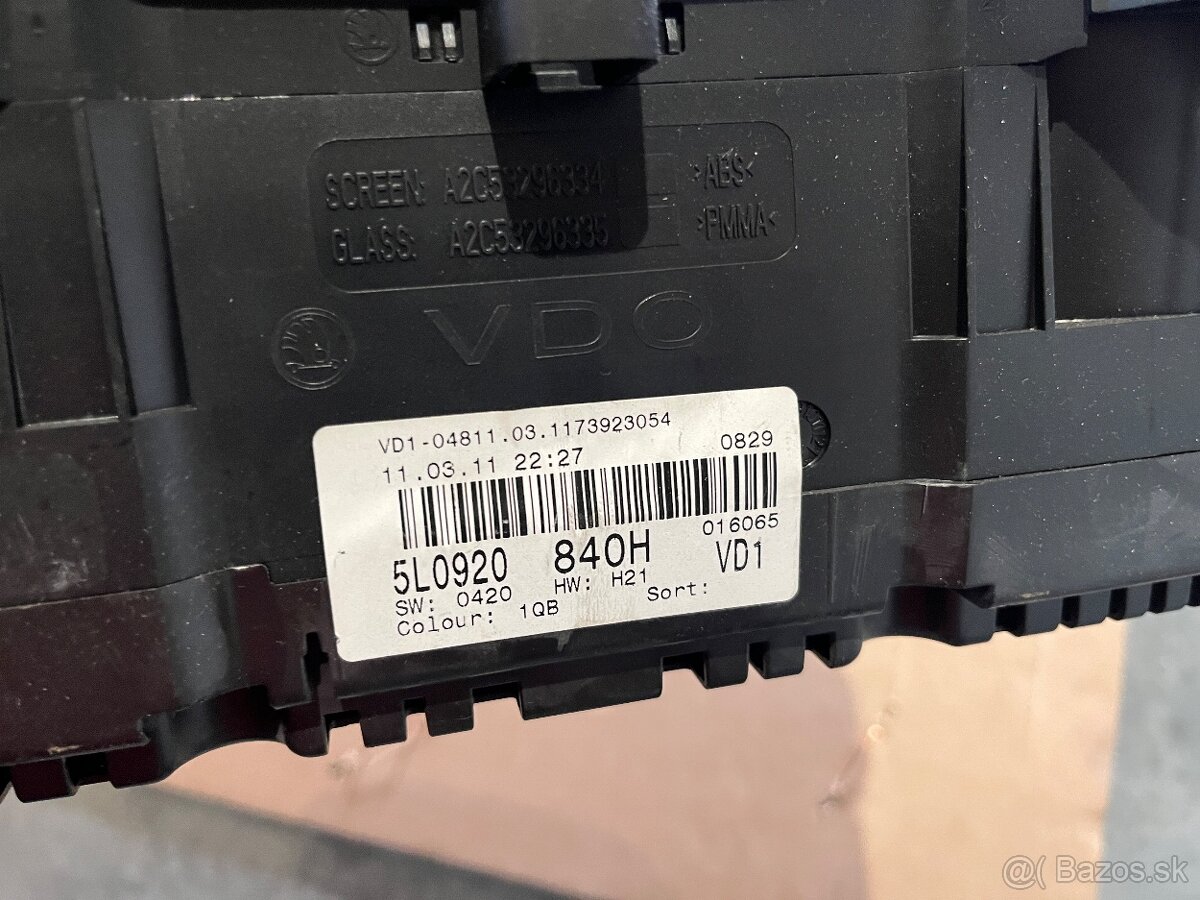 SCREEN: A2C53296334 >ABS<
GLASS: A2C53296335 >PMMA<
VDO
VD1-04811.03.1173923054
11.03.11 22:27 0829
016065
5L0920 840H VD1
SW: 0420 HW: H21 Sort:
Colour: 1QB
@( Bazos.sk